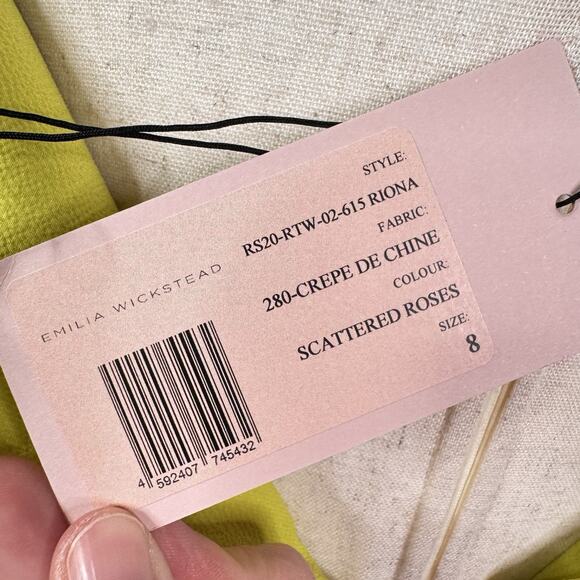 EMILIA WICKSTEAD
STYLE:
RS20-RTW-02-615 RIONA
FABRIC:
280-CREPE DE CHINE
COLOUR:
SCATTERED ROSES
SIZE:
8
4 592407 745432